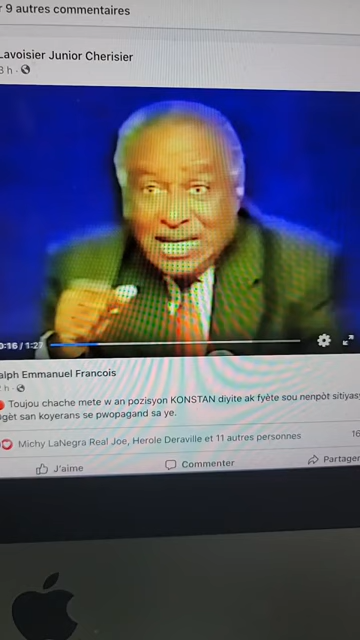 9 autres commentaires
Lavoisier Junior Cherisier
3 h ·
0:16 / 1:27
alph Emmanuel Francois
h ·
Toujou chache mete w an pozisyon KONSTAN diyite ak fyète sou nenpòt sitiyas
ugèt san koyerans se pwopagand sa ye.
Michy LaNegra Real Joe, Herole Deraville et 11 autres personnes
16
J'aime
Commenter
Partager